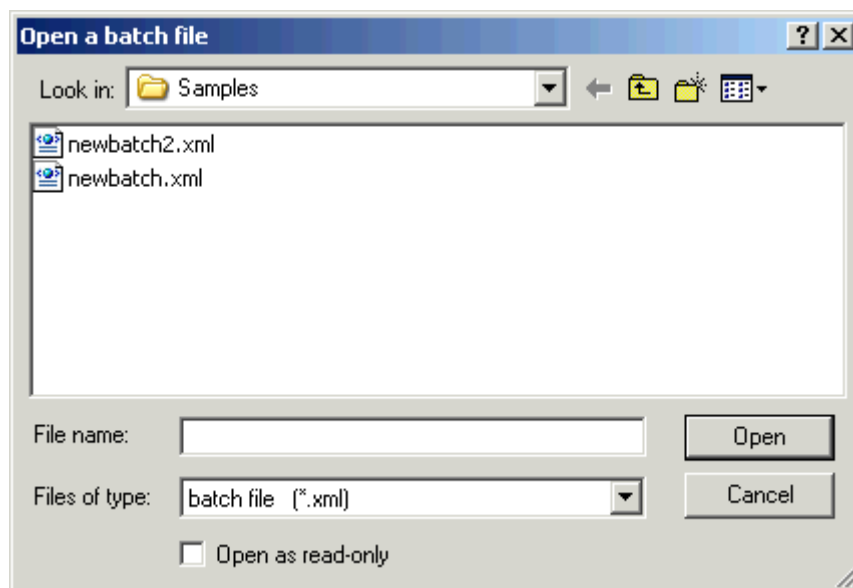 Open a batch file
Look in: Samples
newbatch2.xml
newbatch.xml
File name: Open
Files of type: batch file (*.xml) Cancel
Open as read-only